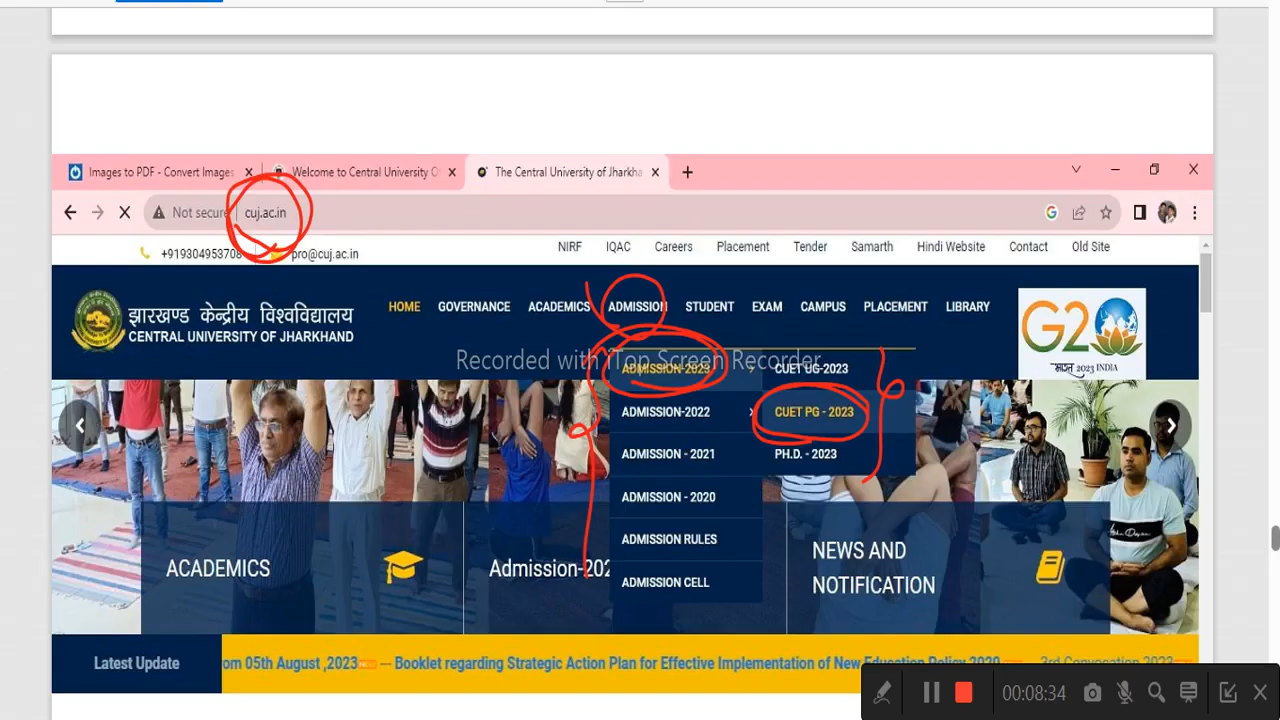 Images to PDF - Convert Images
Welcome to Central University O
The Central University of Jharkha
Not secure
cuj.ac.in
NIRF IQAC Careers Placement Tender Samarth Hindi Website Contact Old Site
+91930495370
pro@cuj.ac.in
झारखण्ड केन्द्रीय विश्वविद्यालय
CENTRAL UNIVERSITY OF JHARKHAND
HOME GOVERNANCE ACADEMICS ADMISSION STUDENT EXAM CAMPUS PLACEMENT LIBRARY
G20
भारत 2023 INDIA
Recorded with iTop Screen Recorder
ADMISSION-2023
CUET UG-2023
ADMISSION-2022
CUET PG - 2023
ADMISSION - 2021
PH.D. - 2023
ADMISSION - 2020
ADMISSION RULES
ADMISSION CELL
ACADEMICS
Admission-202
NEWS AND
NOTIFICATION
Latest Update
om 05th August ,2023 --- Booklet regarding Strategic Action Plan for Effective Implementation of New Education Policy 2020
3rd Convocation 2023
00:08:34